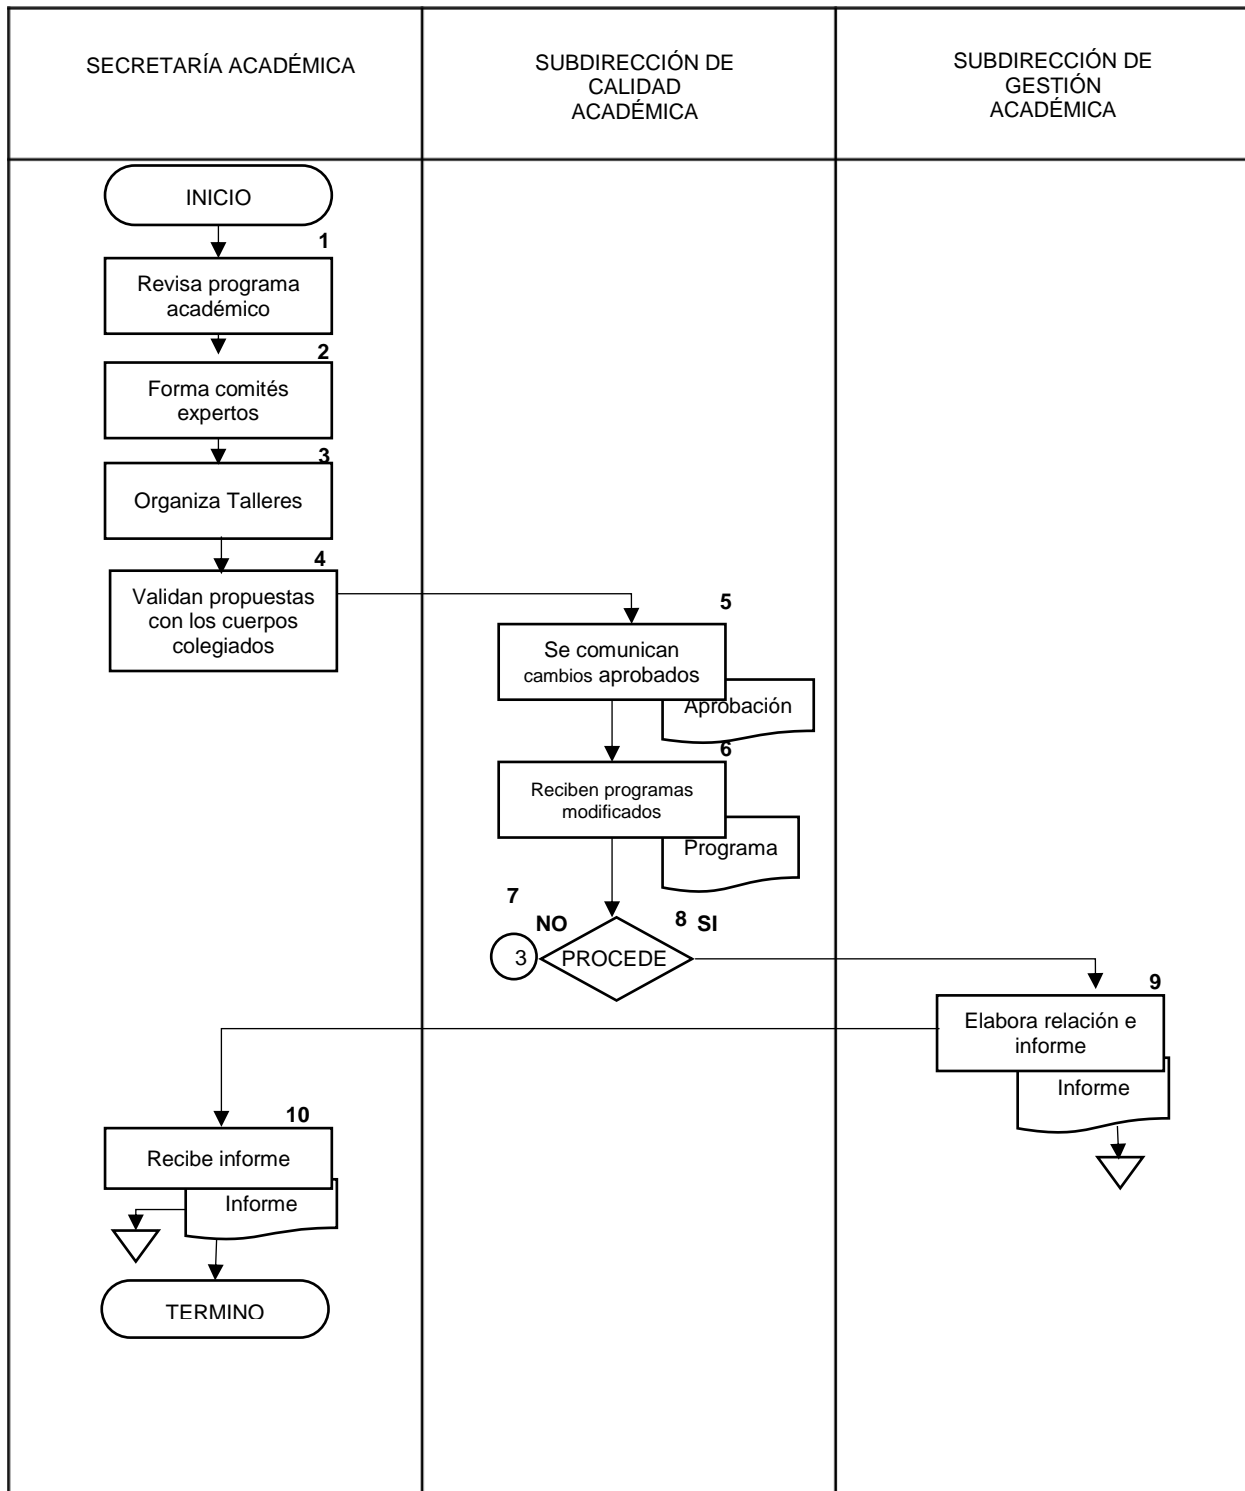 SECRETARÍA ACADÉMICA
SUBDIRECCIÓN DE
CALIDAD
ACADÉMICA
SUBDIRECCIÓN DE
GESTIÓN
ACADÉMICA
INICIO
1
Revisa programa
académico
2
Forma comités
expertos
3
Organiza Talleres
4
Validan propuestas
con los cuerpos
colegiados
5
Se comunican
cambios aprobados
Aprobación
6
Reciben programas
modificados
Programa
7
NO
8 SI
3
PROCEDE
9
Elabora relación e
informe
Informe
10
Recibe informe
Informe
TERMINO